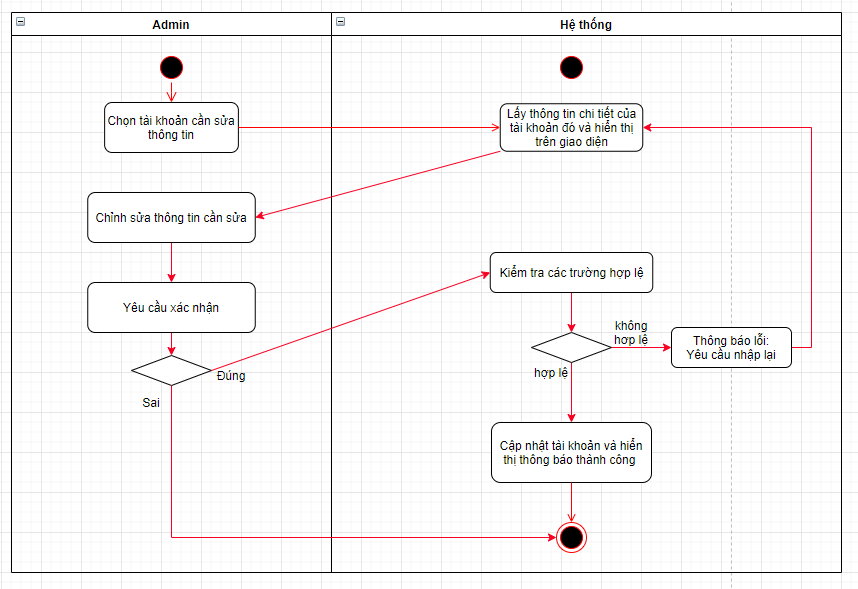 Admin
Hệ thống
Chọn tài khoản cần sửa
thông tin
Lấy thông tin chi tiết của
tài khoản đó và hiển thị
trên giao diện
Chỉnh sửa thông tin cần sửa
Kiểm tra các trường hợp lệ
Yêu cầu xác nhận
không
hơp lệ
Thông báo lỗi:
Yêu cầu nhập lại
Đúng
hợp lệ
Sai
Cập nhật tài khoản và hiển
thị thông báo thành công